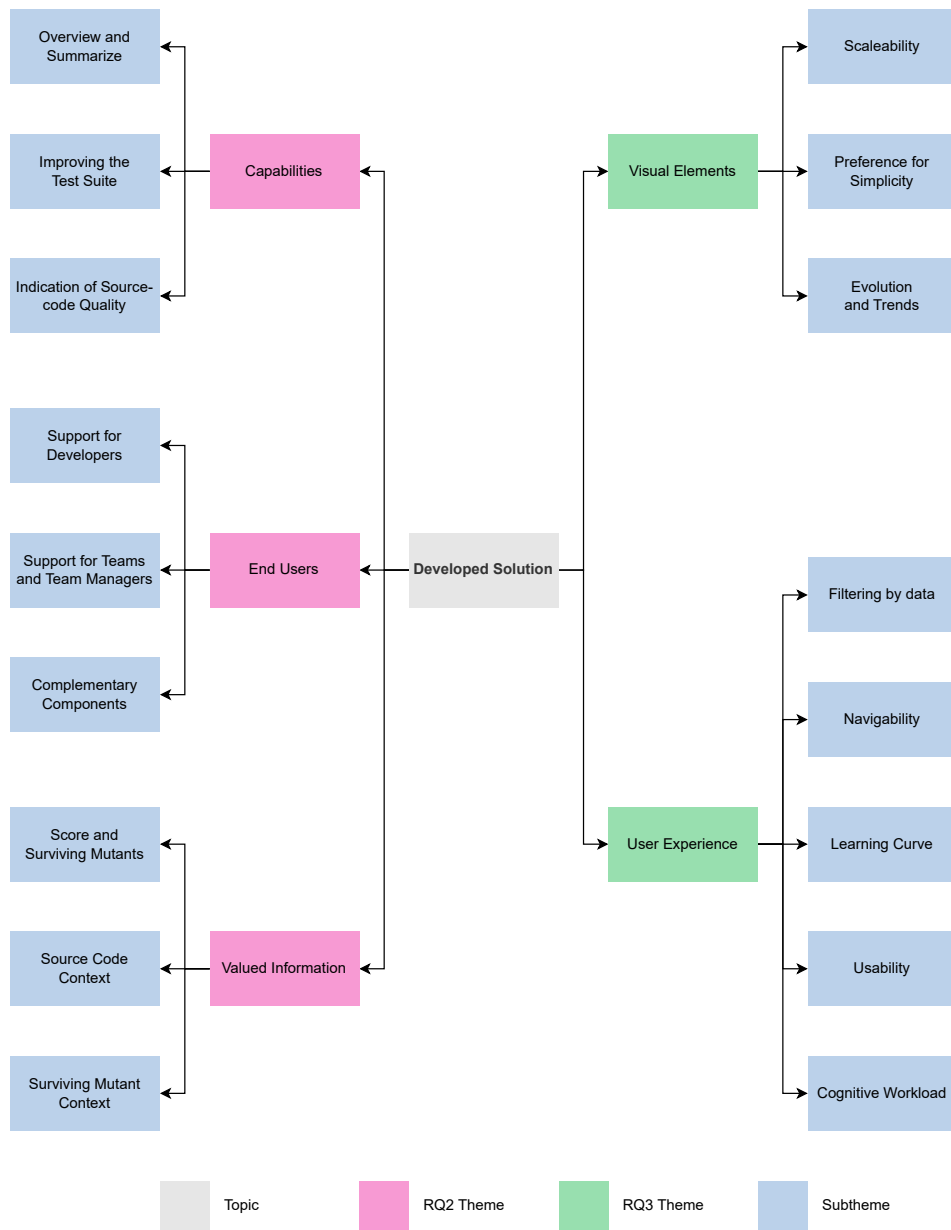 Overview and
Summarize
Improving the
Test Suite
Capabilities
Indication of Source-
code Quality
Support for
Developers
Support for Teams
and Team Managers
End Users
Complementary
Components
Score and
Surviving Mutants
Source Code
Context
Valued Information
Surviving Mutant
Context
Developed Solution
Scaleability
Visual Elements
Preference for
Simplicity
Evolution
and Trends
Filtering by data
Navigability
User Experience
Learning Curve
Usability
Cognitive Workload
Topic
RQ2 Theme
RQ3 Theme
Subtheme